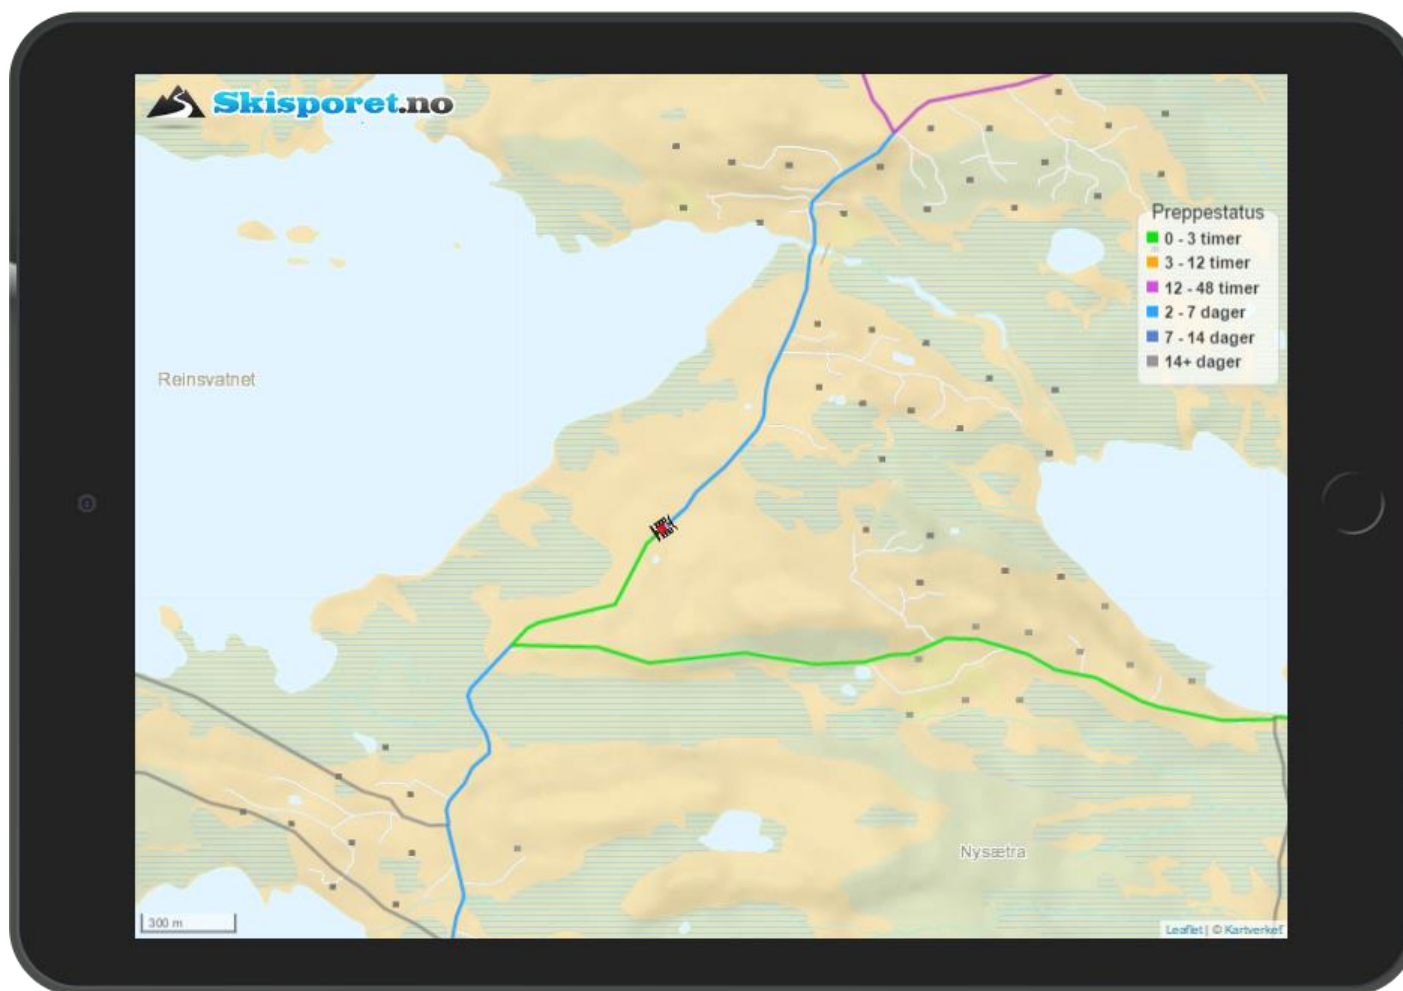 Skisporet.no
Preppestatus
0 - 3 timer
3 - 12 timer
12 - 48 timer
2 - 7 dager
7 - 14 dager
14+ dager
Reinsvatnet
Nysætra
300 m
Leaflet | © Kartverket